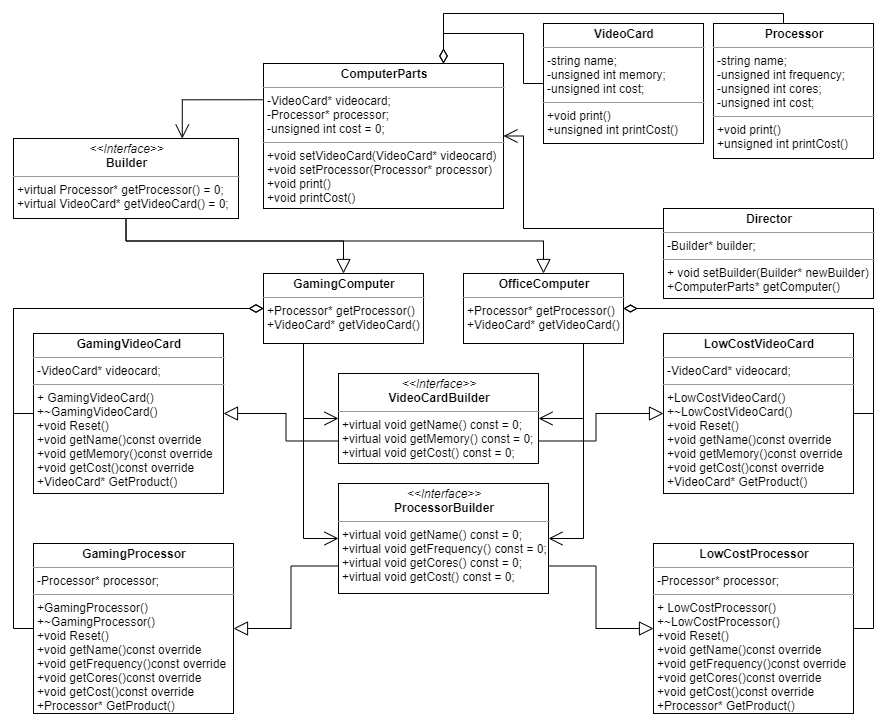 VideoCard
-string name;
-unsigned int memory;
-unsigned int cost;
+void print()
+unsigned int printCost()
Processor
-string name;
-unsigned int frequency;
-unsigned int cores;
-unsigned int cost;
+void print()
+unsigned int printCost()
ComputerParts
-VideoCard* videocard;
-Processor* processor;
-unsigned int cost = 0;
+void setVideoCard(VideoCard* videocard)
+void setProcessor(Processor* processor)
+void print()
+void printCost()
<<Interface>>
Builder
+virtual Processor* getProcessor() = 0;
+virtual VideoCard* getVideoCard() = 0;
Director
-Builder* builder;
+ void setBuilder(Builder* newBuilder)
+ComputerParts* getComputer()
GamingComputer
+Processor* getProcessor()
+VideoCard* getVideoCard()
OfficeComputer
+Processor* getProcessor()
+VideoCard* getVideoCard()
GamingVideoCard
-VideoCard* videocard;
+ GamingVideoCard()
+~GamingVideoCard()
+void Reset()
+void getName()const override
+void getMemory()const override
+void getCost()const override
+VideoCard* GetProduct()
<<Interface>>
VideoCardBuilder
+virtual void getName() const = 0;
+virtual void getMemory() const = 0;
+virtual void getCost() const = 0;
LowCostVideoCard
-VideoCard* videocard;
+LowCostVideoCard()
+~LowCostVideoCard()
+void Reset()
+void getName()const override
+void getMemory()const override
+void getCost()const override
+VideoCard* GetProduct()
<<Interface>>
ProcessorBuilder
+virtual void getName() const = 0;
+virtual void getFrequency() const = 0;
+virtual void getCores() const = 0;
+virtual void getCost() const = 0;
GamingProcessor
-Processor* processor;
+GamingProcessor()
+~GamingProcessor()
+void Reset()
+void getName()const override
+void getFrequency()const override
+void getCores()const override
+void getCost()const override
+Processor* GetProduct()
LowCostProcessor
-Processor* processor;
+ LowCostProcessor()
+~LowCostProcessor()
+void Reset()
+void getName()const override
+void getFrequency()const override
+void getCores()const override
+void getCost()const override
+Processor* GetProduct()